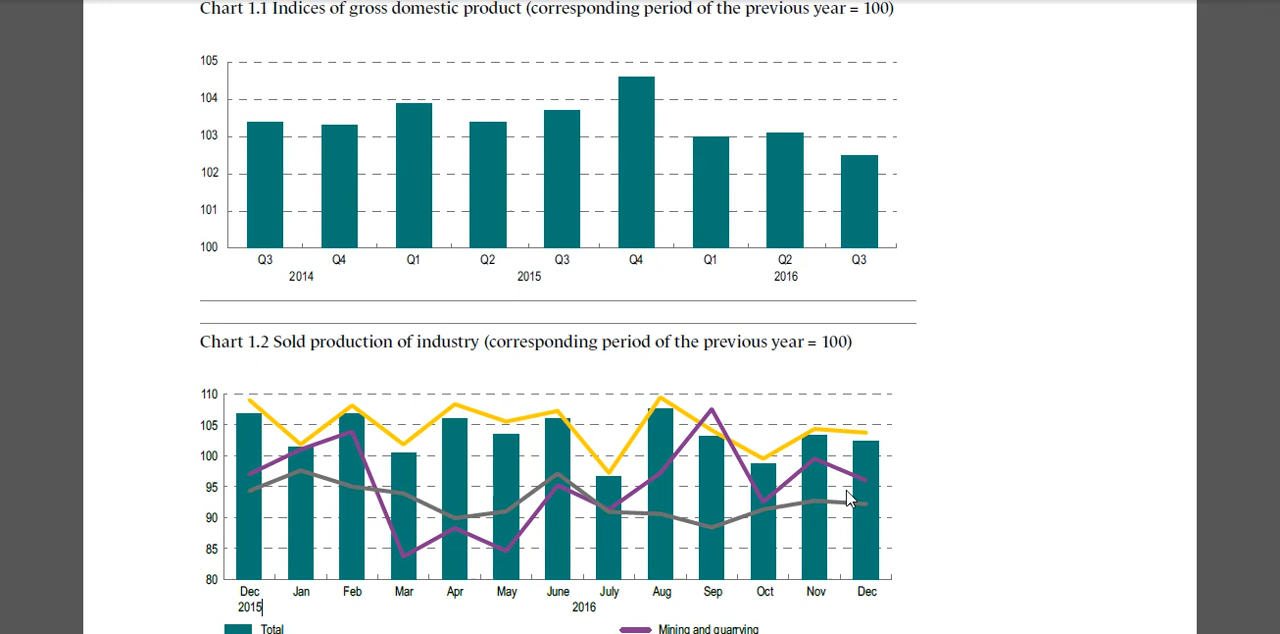 Chart 1.1 Indices of gross domestic product (corresponding period of the previous year = 100)
105
104
103
102
101
100
Q3 Q4 Q1 Q2 Q3 Q4 Q1 Q2 Q3
2014 2015 2016
Chart 1.2 Sold production of industry (corresponding period of the previous year = 100)
110
105
100
95
90
85
80
Dec Jan Feb Mar Apr May June July Aug Sep Oct Nov Dec
2015 2016
Total Mining and quarrying